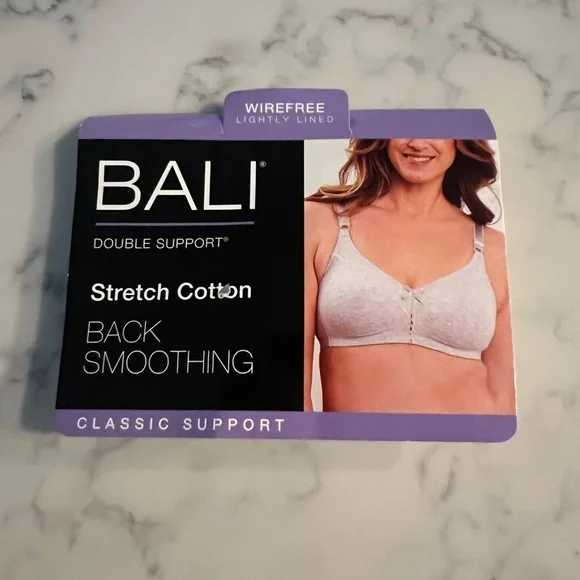 WIREFREE
LIGHTLY LINED
BALI®
DOUBLE SUPPORT®
Stretch Cotton
BACK
SMOOTHING
CLASSIC SUPPORT